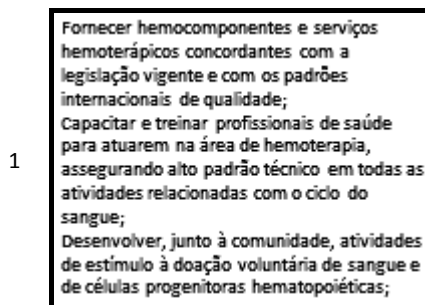 Fornecer hemocomponentes e serviços
hemoterápicos concordantes com a
legislação vigente e com os padrões
internacionais de qualidade;
Capacitar e treinar profissionais de saúde
para atuarem na área de hemoterapia,
1
assegurando alto padrão técnico em todas as
atividades relacionadas com o ciclo do
sangue;
Desenvolver, junto à comunidade, atividades
de estímulo à doação voluntária de sangue e
de células progenitoras hematopoiéticas;